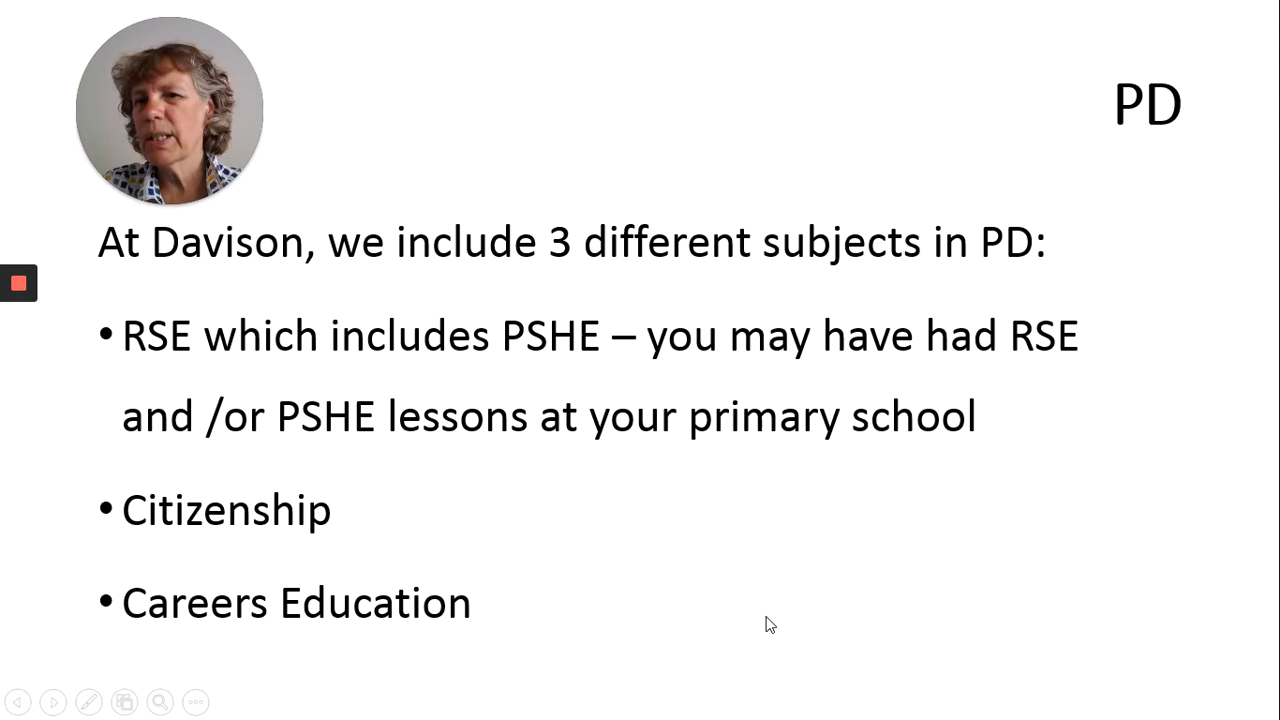 PD
At Davison, we include 3 different subjects in PD:
• RSE which includes PSHE – you may have had RSE
and /or PSHE lessons at your primary school
• Citizenship
• Careers Education